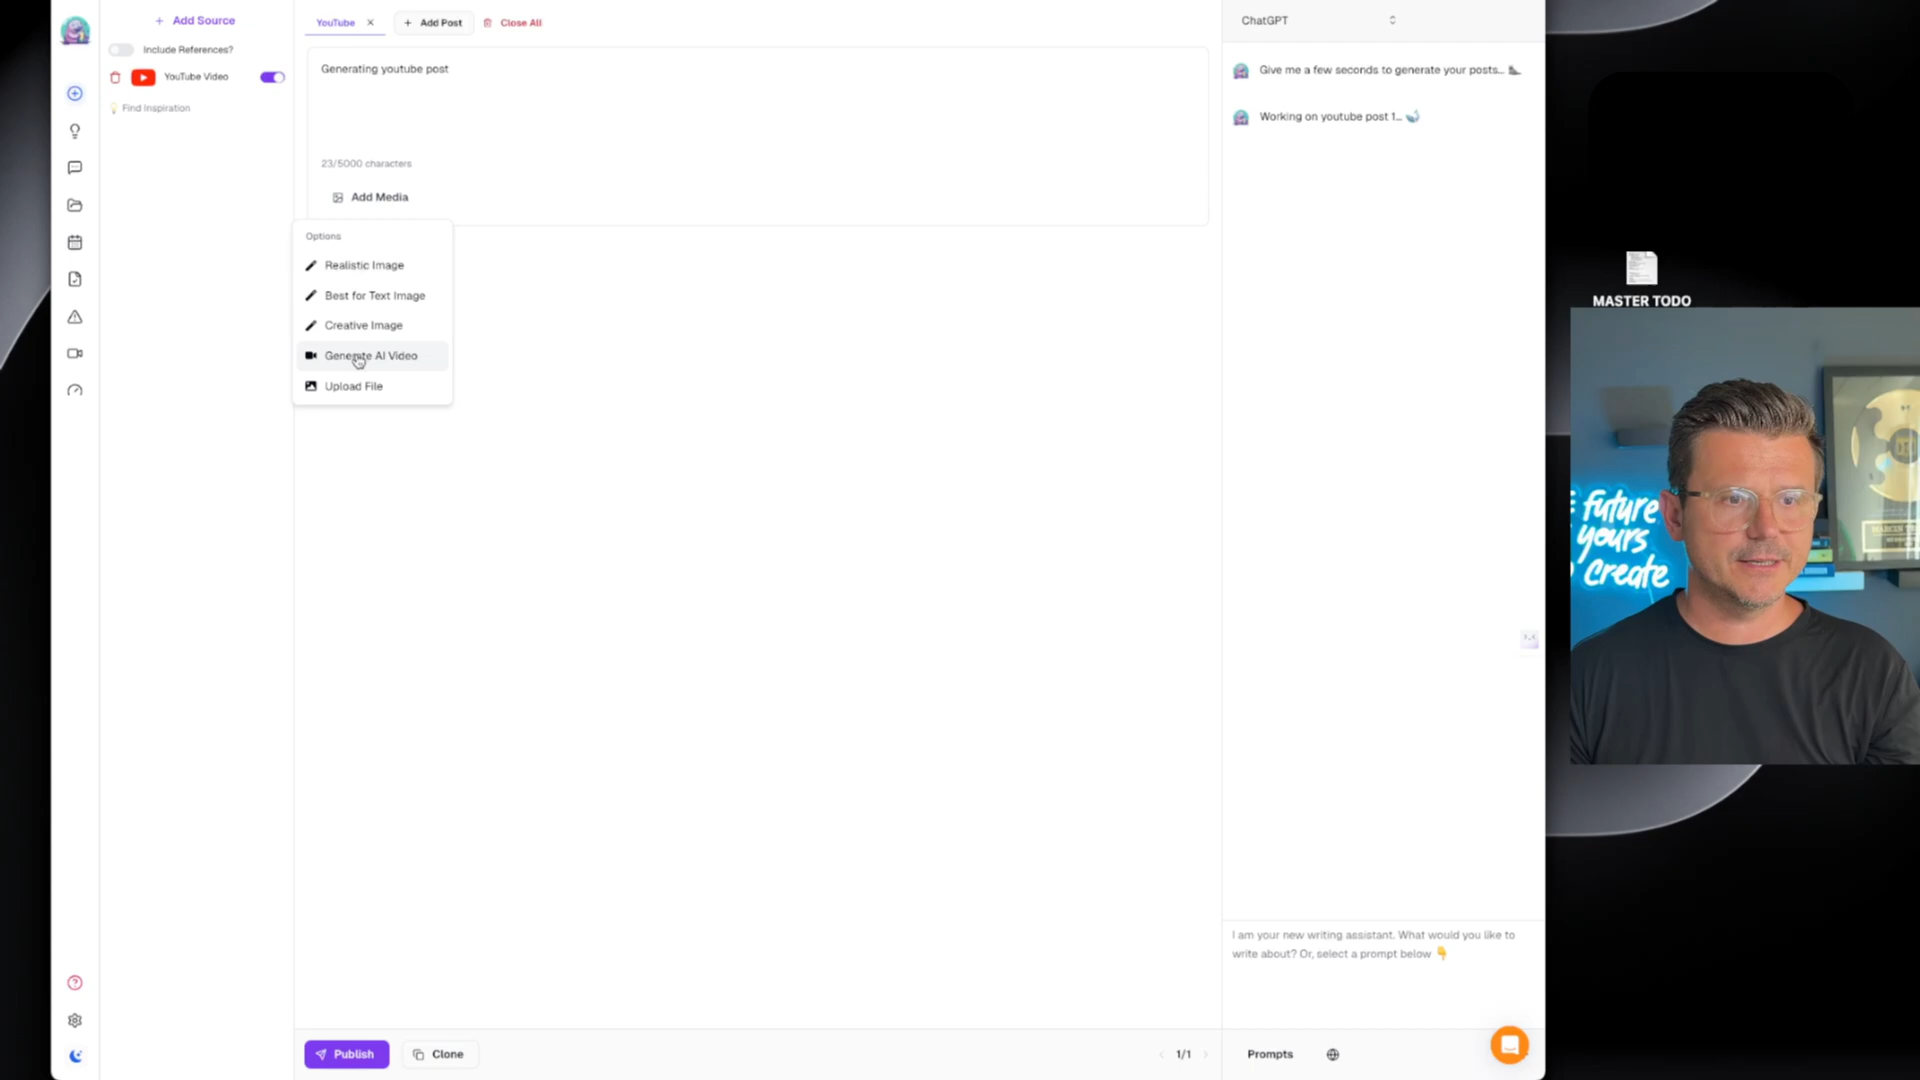 Add Source
Include References?
YouTube Video
Find Inspiration
YouTube
Add Post
Close All
Generating youtube post
23/5000 characters
Add Media
Options
Realistic Image
Best for Text Image
Creative Image
Generate AI Video
Upload File
Publish
Clone
1/1
ChatGPT
Give me a few seconds to generate your posts...
Working on youtube post 1...
I am your new writing assistant. What would you like to
write about? Or, select a prompt below
Prompts
MASTER TODO
future
yours
Create